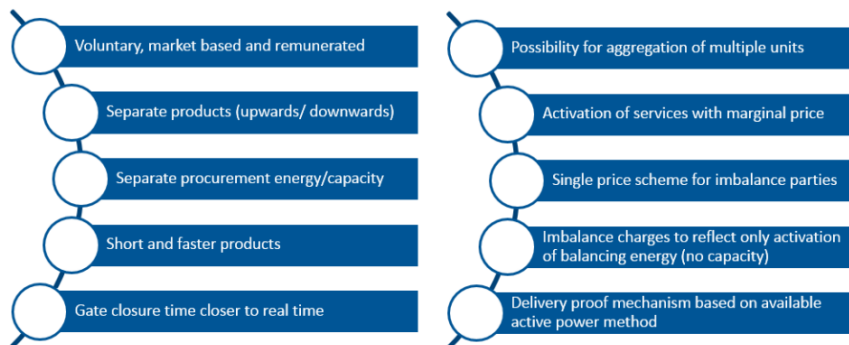 Voluntary, market based and remunerated
Separate products (upwards/ downwards)
Separate procurement energy/capacity
Short and faster products
Gate closure time closer to real time
Possibility for aggregation of multiple units
Activation of services with marginal price
Single price scheme for imbalance parties
Imbalance charges to reflect only activation
of balancing energy (no capacity)
Delivery proof mechanism based on available
active power method